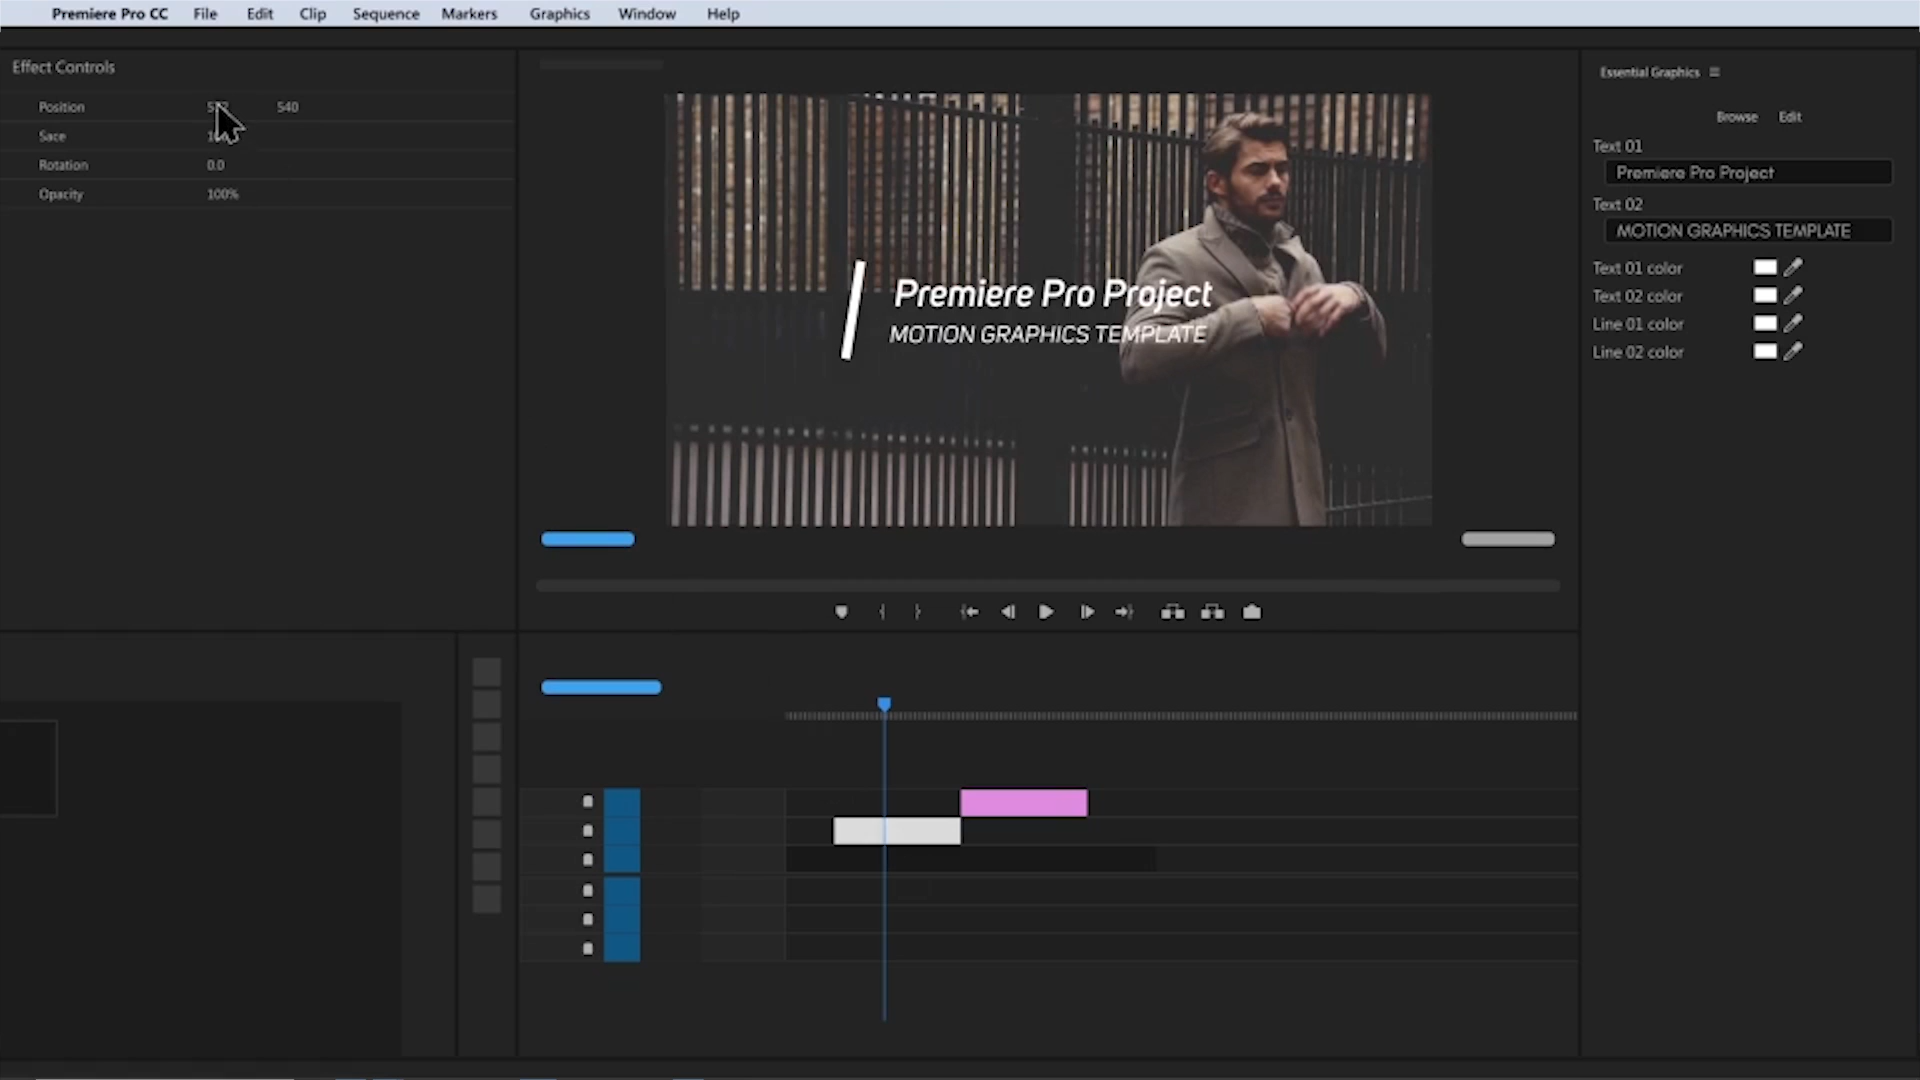 Premiere Pro CC File Edit Clip Sequence Markers Graphics Window Help
Effect Controls
Position 540
Sace
Rotation 0.0
Opacity 100%
Premiere Pro Project
MOTION GRAPHICS TEMPLATE
Essential Graphics
Browse Edit
Text 01
Premiere Pro Project
Text 02
MOTION GRAPHICS TEMPLATE
Text 01 color
Text 02 color
Line 01 color
Line 02 color